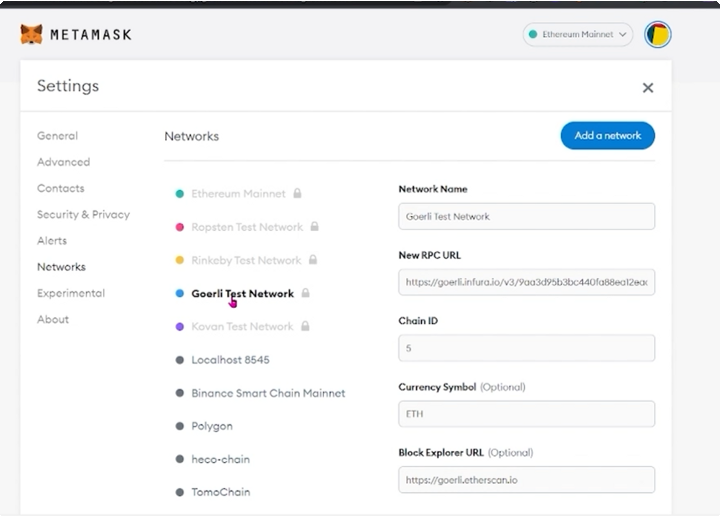 METAMASK
Ethereum Mainnet
Settings
General
Advanced
Contacts
Security & Privacy
Alerts
Networks
Experimental
About
Networks
Add a network
Ethereum Mainnet
Ropsten Test Network
Rinkeby Test Network
Goerli Test Network
Kovan Test Network
Localhost 8545
Binance Smart Chain Mainnet
Polygon
heco-chain
TomoChain
Network Name
Goerli Test Network
New RPC URL
https://goerli.infura.io/v3/9aa3d95b3bc440fa88ea12eac
Chain ID
5
Currency Symbol (Optional)
ETH
Block Explorer URL (Optional)
https://goerli.etherscan.io